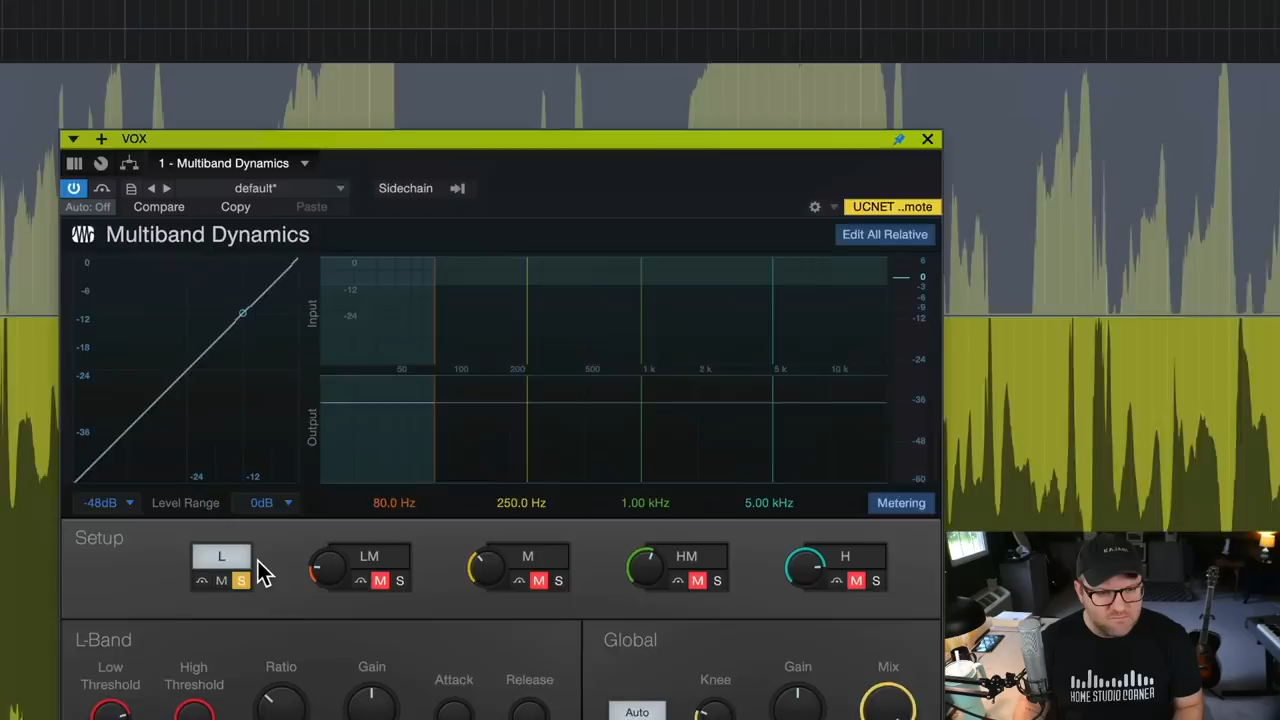 VOX
1 - Multiband Dynamics
default*
Sidechain
Auto: Off
Compare
Copy
Paste
UCNET ..mote
Multiband Dynamics
Edit All Relative
0
-6
-12
-18
-24
-36
-24
-12
Input
0
-12
-24
50
100
200
500
1 k
2 k
5 k
10 k
Output
6
0
-3
-6
-9
-12
-24
-36
-48
-60
-48dB
Level Range
0dB
80.0 Hz
250.0 Hz
1.00 kHz
5.00 kHz
Metering
Setup
L
M S
LM
M S
M
M S
HM
M S
H
M S
L-Band
Low Threshold
High Threshold
Ratio
Gain
Attack
Release
Global
Auto
Knee
Gain
Mix
KAJABI
HOME STUDIO CORNER